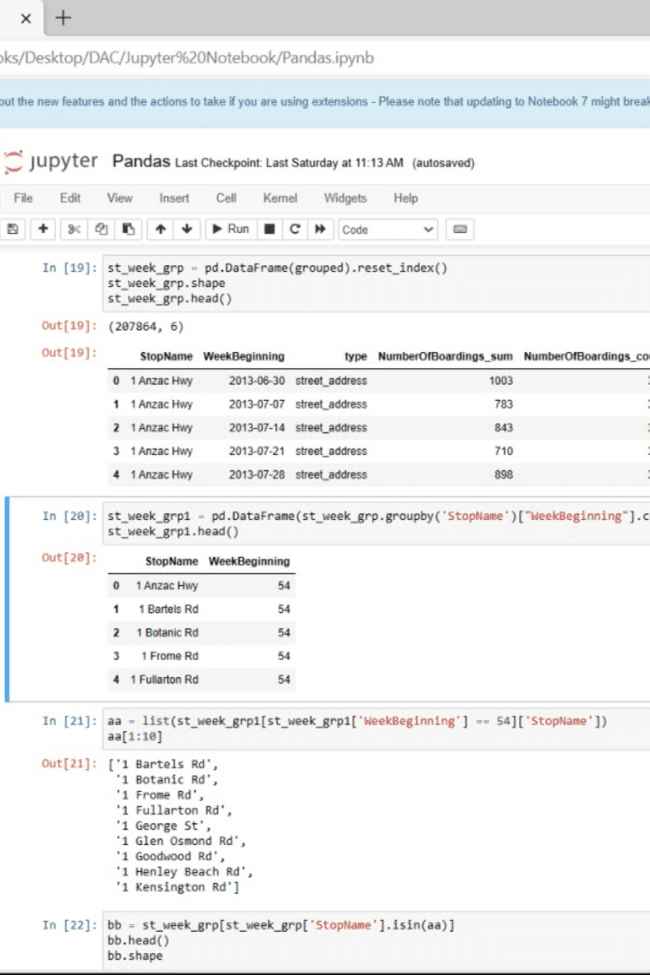 oks/Desktop/DAC/Jupyter%20Notebook/Pandas.ipynb
out the new features and the actions to take if you are using extensions - Please note that updating to Notebook 7 might break
jupyter Pandas Last Checkpoint: Last Saturday at 11:13 AM (autosaved)
File Edit View Insert Cell Kernel Widgets Help
Run Code
In [19]: st_week_grp = pd.DataFrame(grouped).reset_index()
st_week_grp.shape
st_week_grp.head()
Out[19]: (207864, 6)
Out[19]:
StopName WeekBeginning type NumberOfBoardings_sum NumberOfBoardings_cou
0 1 Anzac Hwy 2013-06-30 street_address 1003
1 1 Anzac Hwy 2013-07-07 street_address 783
2 1 Anzac Hwy 2013-07-14 street_address 843
3 1 Anzac Hwy 2013-07-21 street_address 710
4 1 Anzac Hwy 2013-07-28 street_address 898
In [20]: st_week_grp1 = pd.DataFrame(st_week_grp.groupby('StopName')["WeekBeginning"].c
st_week_grp1.head()
Out[20]:
StopName WeekBeginning
0 1 Anzac Hwy 54
1 1 Bartels Rd 54
2 1 Botanic Rd 54
3 1 Frome Rd 54
4 1 Fullarton Rd 54
In [21]: aa = list(st_week_grp1[st_week_grp1['WeekBeginning'] == 54]['StopName'])
aa[1:10]
Out[21]: ['1 Bartels Rd',
'1 Botanic Rd',
'1 Frome Rd',
'1 Fullarton Rd',
'1 George St',
'1 Glen Osmond Rd',
'1 Goodwood Rd',
'1 Henley Beach Rd',
'1 Kensington Rd']
In [22]: bb = st_week_grp[st_week_grp['StopName'].isin(aa)]
bb.head()
bb.shape